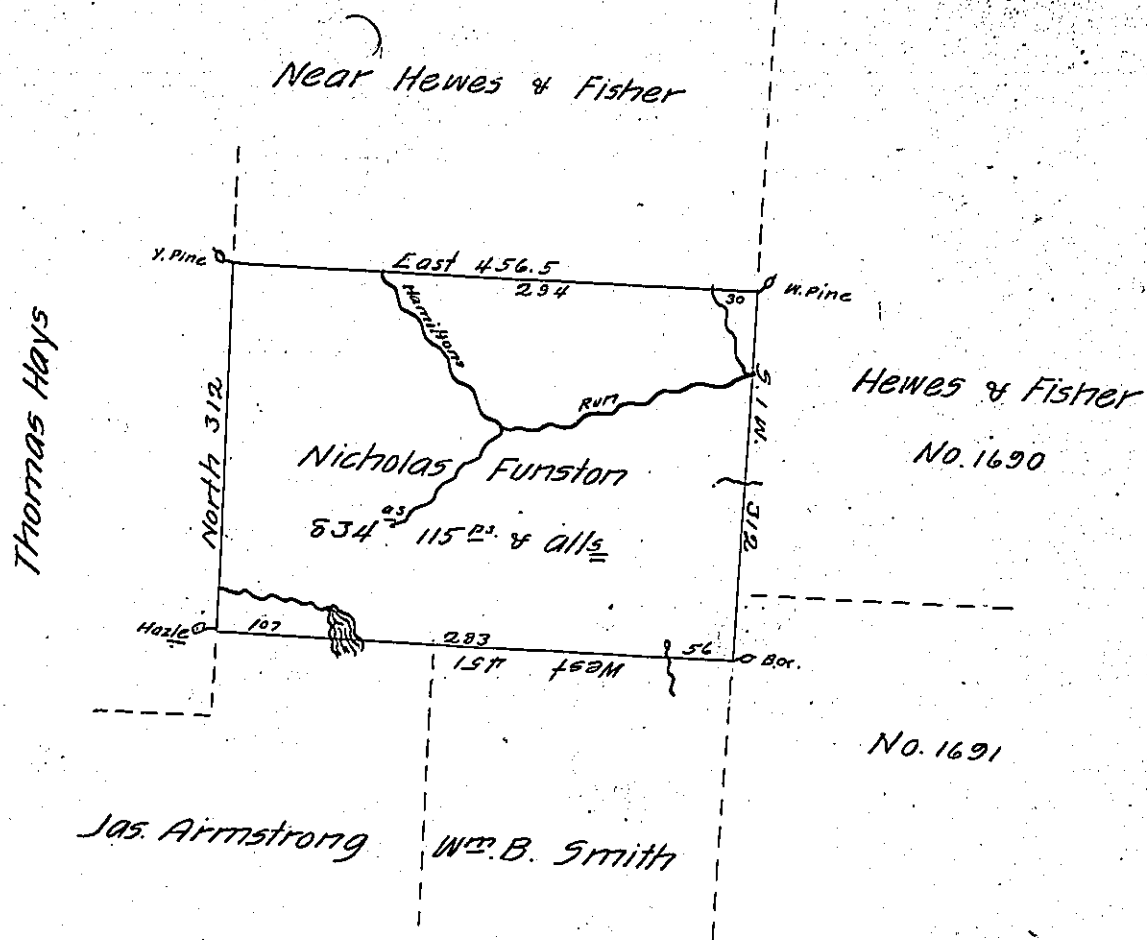 Near Hewes & Fisher
Y. Pine
East 456.5
294
30
W. Pine
Hamiltons
Run
Thomas Hays
North 312
S. 1 W. 312
Hewes & Fisher
No. 1690
Nicholas Funston
834 as. 115 ps. & alls
Hazle
107
283
56
B.or.
West 451
No. 1691
Jas. Armstrong
Wm. B. Smith